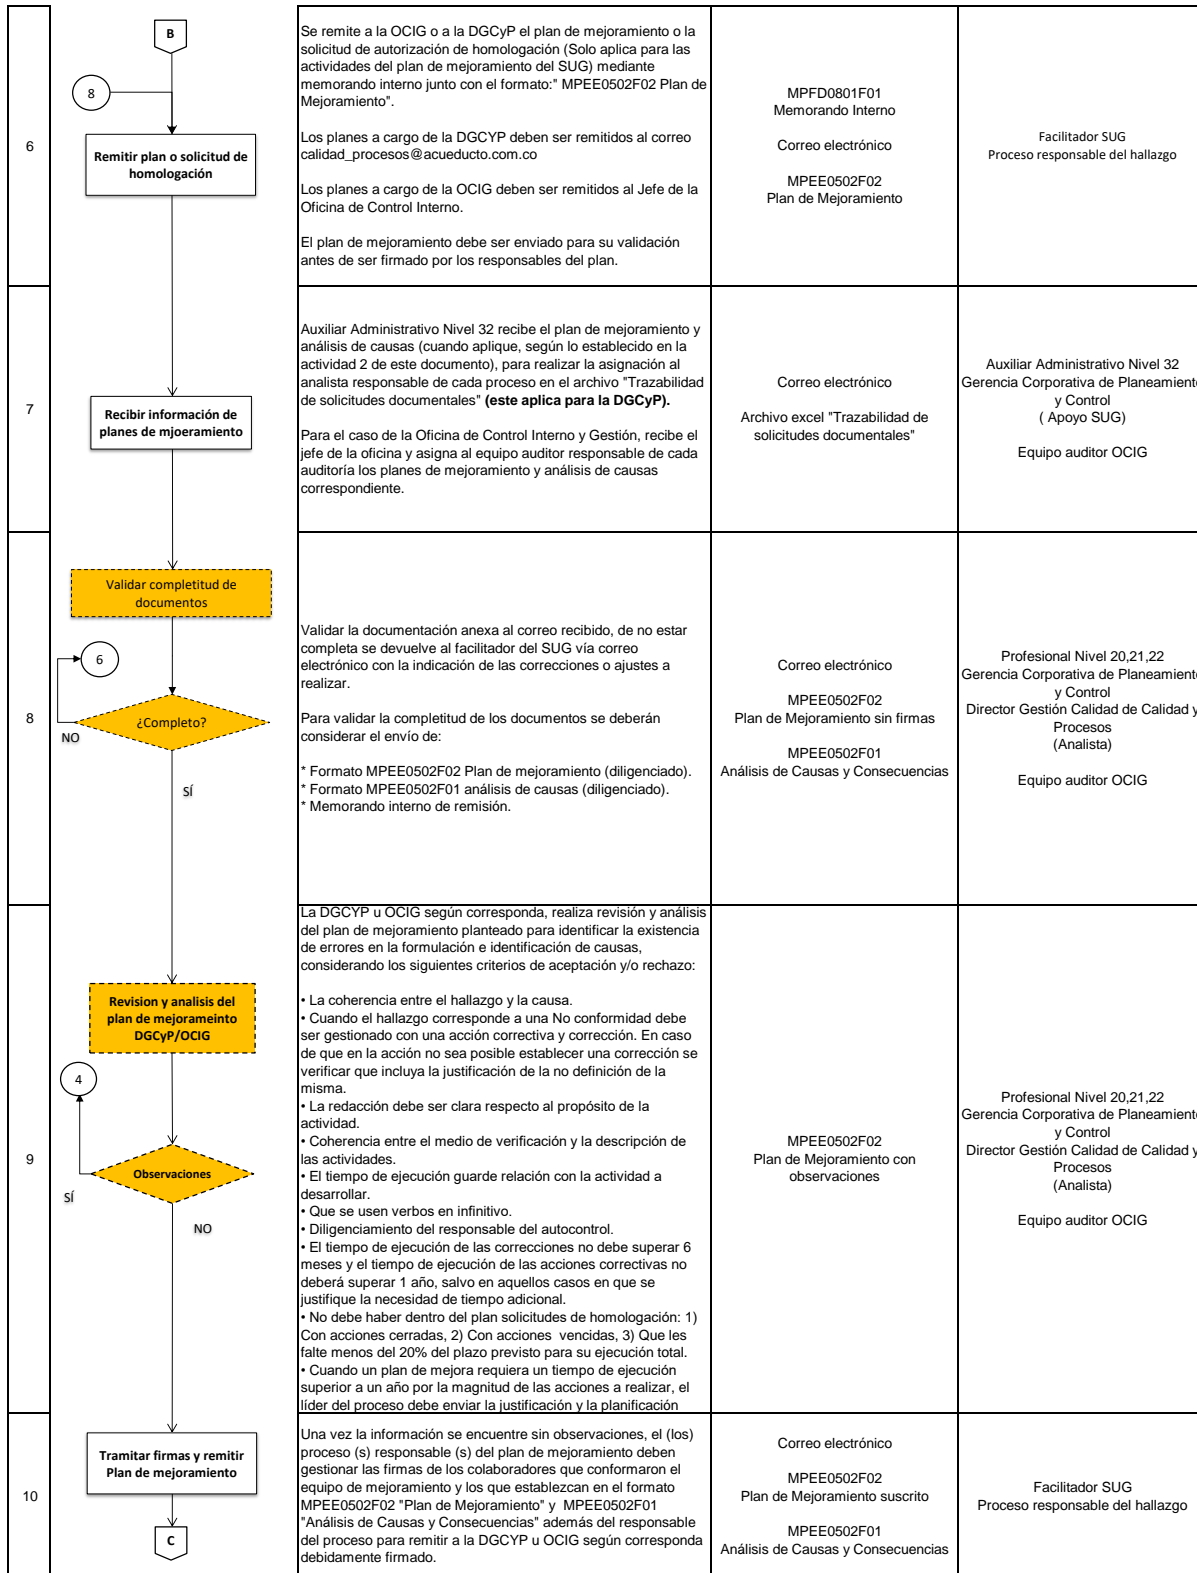 6
B
8
Remitir plan o solicitud de
homologación
Se remite a la OCIG o a la DGCyP el plan de mejoramiento o la
solicitud de autorización de homologación (Solo aplica para las
actividades del plan de mejoramiento del SUG) mediante
memorando interno junto con el formato:" MPEE0502F02 Plan de
Mejoramiento".
Los planes a cargo de la DGCYP deben ser remitidos al correo
calidad_procesos@acueducto.com.co
Los planes a cargo de la OCIG deben ser remitidos al Jefe de la
Oficina de Control Interno.
El plan de mejoramiento debe ser enviado para su validación
antes de ser firmado por los responsables del plan.
MPFD0801F01
Memorando Interno
Correo electrónico
MPEE0502F02
Plan de Mejoramiento
Facilitador SUG
Proceso responsable del hallazgo
7
Recibir información de
planes de mjoeramiento
Auxiliar Administrativo Nivel 32 recibe el plan de mejoramiento y
análisis de causas (cuando aplique, según lo establecido en la
actividad 2 de este documento), para realizar la asignación al
analista responsable de cada proceso en el archivo "Trazabilidad
de solicitudes documentales" (este aplica para la DGCyP).
Para el caso de la Oficina de Control Interno y Gestión, recibe el
jefe de la oficina y asigna al equipo auditor responsable de cada
auditoría los planes de mejoramiento y análisis de causas
correspondiente.
Correo electrónico
Archivo excel "Trazabilidad de
solicitudes documentales"
Auxiliar Administrativo Nivel 32
Gerencia Corporativa de Planeamiento
y Control
( Apoyo SUG)
Equipo auditor OCIG
8
Validar completitud de
documentos
6
¿Completo?
NO
SÍ
Validar la documentación anexa al correo recibido, de no estar
completa se devuelve al facilitador del SUG vía correo
electrónico con la indicación de las correcciones o ajustes a
realizar.
Para validar la completitud de los documentos se deberán
considerar el envío de:
* Formato MPEE0502F02 Plan de mejoramiento (diligenciado).
* Formato MPEE0502F01 análisis de causas (diligenciado).
* Memorando interno de remisión.
Correo electrónico
MPEE0502F02
Plan de Mejoramiento sin firmas
MPEE0502F01
Análisis de Causas y Consecuencias
Profesional Nivel 20,21,22
Gerencia Corporativa de Planeamiento
y Control
Director Gestión Calidad de Calidad y
Procesos
(Analista)
Equipo auditor OCIG
9
Revision y analisis del
plan de mejorameinto
DGCyP/OCIG
4
Observaciones
SÍ
NO
La DGCYP u OCIG según corresponda, realiza revisión y análisis
del plan de mejoramiento planteado para identificar la existencia
de errores en la formulación e identificación de causas,
considerando los siguientes criterios de aceptación y/o rechazo:
• La coherencia entre el hallazgo y la causa.
• Cuando el hallazgo corresponde a una No conformidad debe
ser gestionado con una acción correctiva y corrección. En caso
de que en la acción no sea posible establecer una corrección se
verificar que incluya la justificación de la no definición de la
misma.
• La redacción debe ser clara respecto al propósito de la
actividad.
• Coherencia entre el medio de verificación y la descripción de
las actividades.
• El tiempo de ejecución guarde relación con la actividad a
desarrollar.
• Que se usen verbos en infinitivo.
• Diligenciamiento del responsable del autocontrol.
• El tiempo de ejecución de las correcciones no debe superar 6
meses y el tiempo de ejecución de las acciones correctivas no
deberá superar 1 año, salvo en aquellos casos en que se
justifique la necesidad de tiempo adicional.
• No debe haber dentro del plan solicitudes de homologación: 1)
Con acciones cerradas, 2) Con acciones  vencidas, 3) Que les
falte menos del 20% del plazo previsto para su ejecución total.
• Cuando un plan de mejora requiera un tiempo de ejecución
superior a un año por la magnitud de las acciones a realizar, el
líder del proceso debe enviar la justificación y la planificación
MPEE0502F02
Plan de Mejoramiento con
observaciones
Profesional Nivel 20,21,22
Gerencia Corporativa de Planeamiento
y Control
Director Gestión Calidad de Calidad y
Procesos
(Analista)
Equipo auditor OCIG
10
Tramitar firmas y remitir
Plan de mejoramiento
C
Una vez la información se encuentre sin observaciones, el (los)
proceso (s) responsable (s) del plan de mejoramiento deben
gestionar las firmas de los colaboradores que conformaron el
equipo de mejoramiento y los que establezcan en el formato
MPEE0502F02 "Plan de Mejoramiento" y  MPEE0502F01
"Análisis de Causas y Consecuencias" además del responsable
del proceso para remitir a la DGCYP u OCIG según corresponda
debidamente firmado.
Correo electrónico
MPEE0502F02
Plan de Mejoramiento suscrito
MPEE0502F01
Análisis de Causas y Consecuencias
Facilitador SUG
Proceso responsable del hallazgo